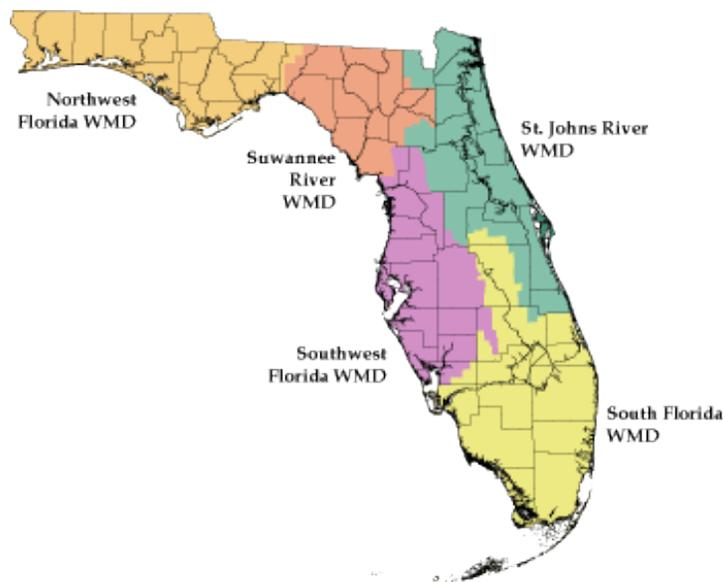 Northwest
Florida WMD
St. Johns River
WMD
Suwannee
River
WMD
Southwest
Florida WMD
South Florida
WMD